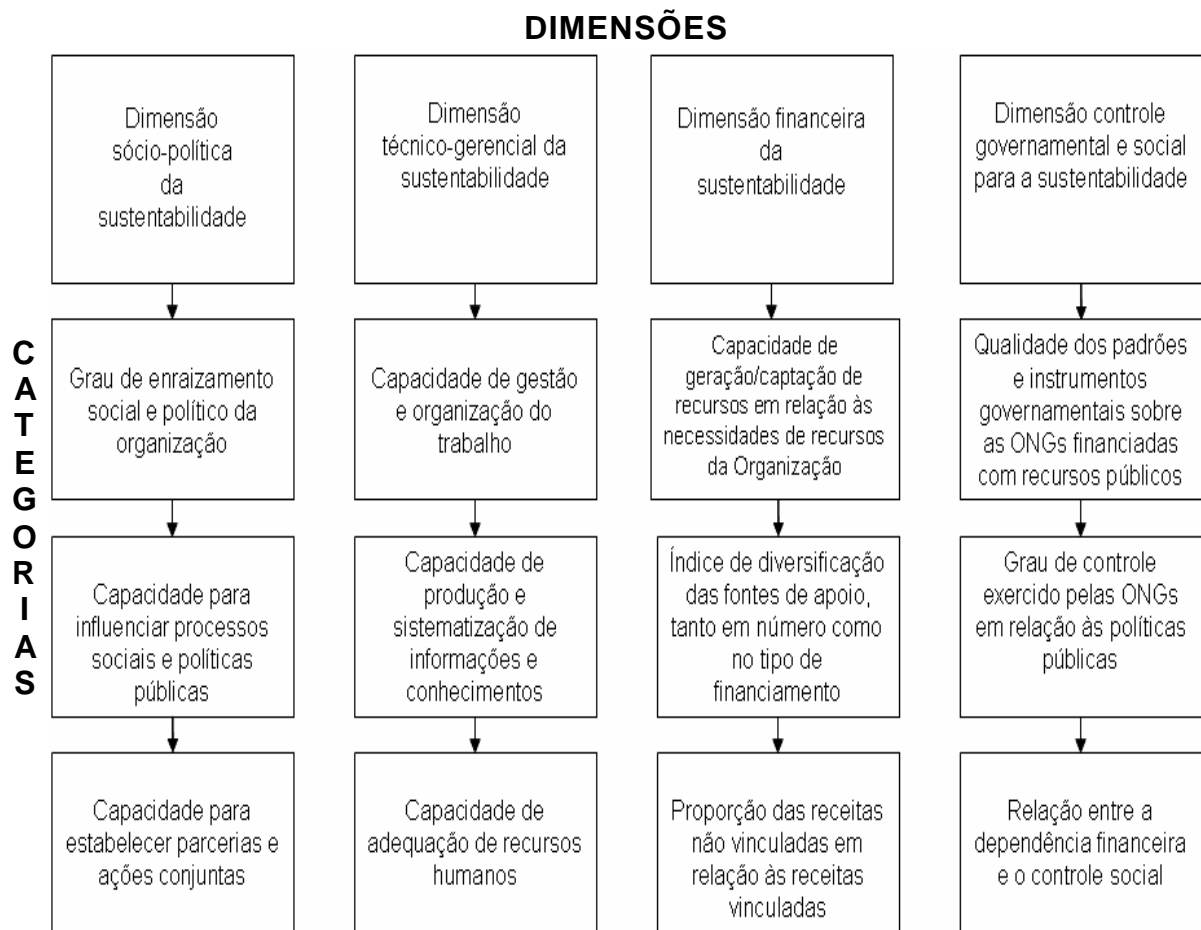 DIMENSÕES
Dimensão
sócio-política
da
sustentabilidade
Dimensão
técnico-gerencial da
sustentabilidade
Dimensão financeira
da
sustentabilidade
Dimensão controle
governamental e social
para a sustentabilidade
CATEGORIAS
Grau de enraizamento
social e político da
organização
Capacidade de gestão
e organização do
trabalho
Capacidade de
geração/captação de
recursos em relação às
necessidades de recursos
da Organização
Qualidade dos padrões
e instrumentos
governamentais sobre
as ONGs financiadas
com recursos públicos
Capacidade para
influenciar processos
sociais e políticas
públicas
Capacidade de
produção e
sistematização de
informações e
conhecimentos
Índice de diversificação
das fontes de apoio,
tanto em número como
no tipo de
financiamento
Grau de controle
exercido pelas ONGs
em relação às políticas
públicas
Capacidade para
estabelecer parcerias e
ações conjuntas
Capacidade de
adequação de recursos
humanos
Proporção das receitas
não vinculadas em
relação às receitas
vinculadas
Relação entre a
dependência financeira
e o controle social